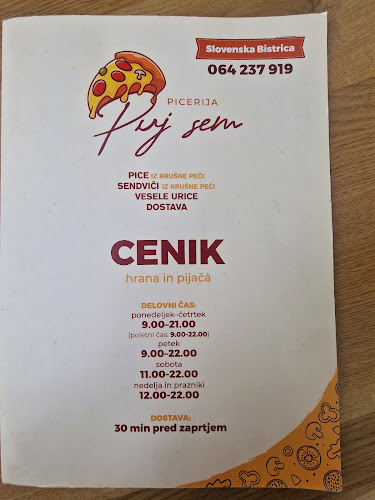 Slovenska Bistrica
064 237 919
PICERIJA
Puj sem
PICE IZ KRUŠNE PEČI
SENDVIČI IZ KRUŠNE PEČI
VESELE URICE
DOSTAVA
CENIK
hrana in pijača
DELOVNI ČAS:
ponedeljek–četrtek
9.00–21.00
(poletni čas: 9.00-22.00)
petek
9.00–22.00
sobota
11.00-22.00
nedelja in prazniki
12.00-22.00
DOSTAVA:
30 min pred zaprtjem